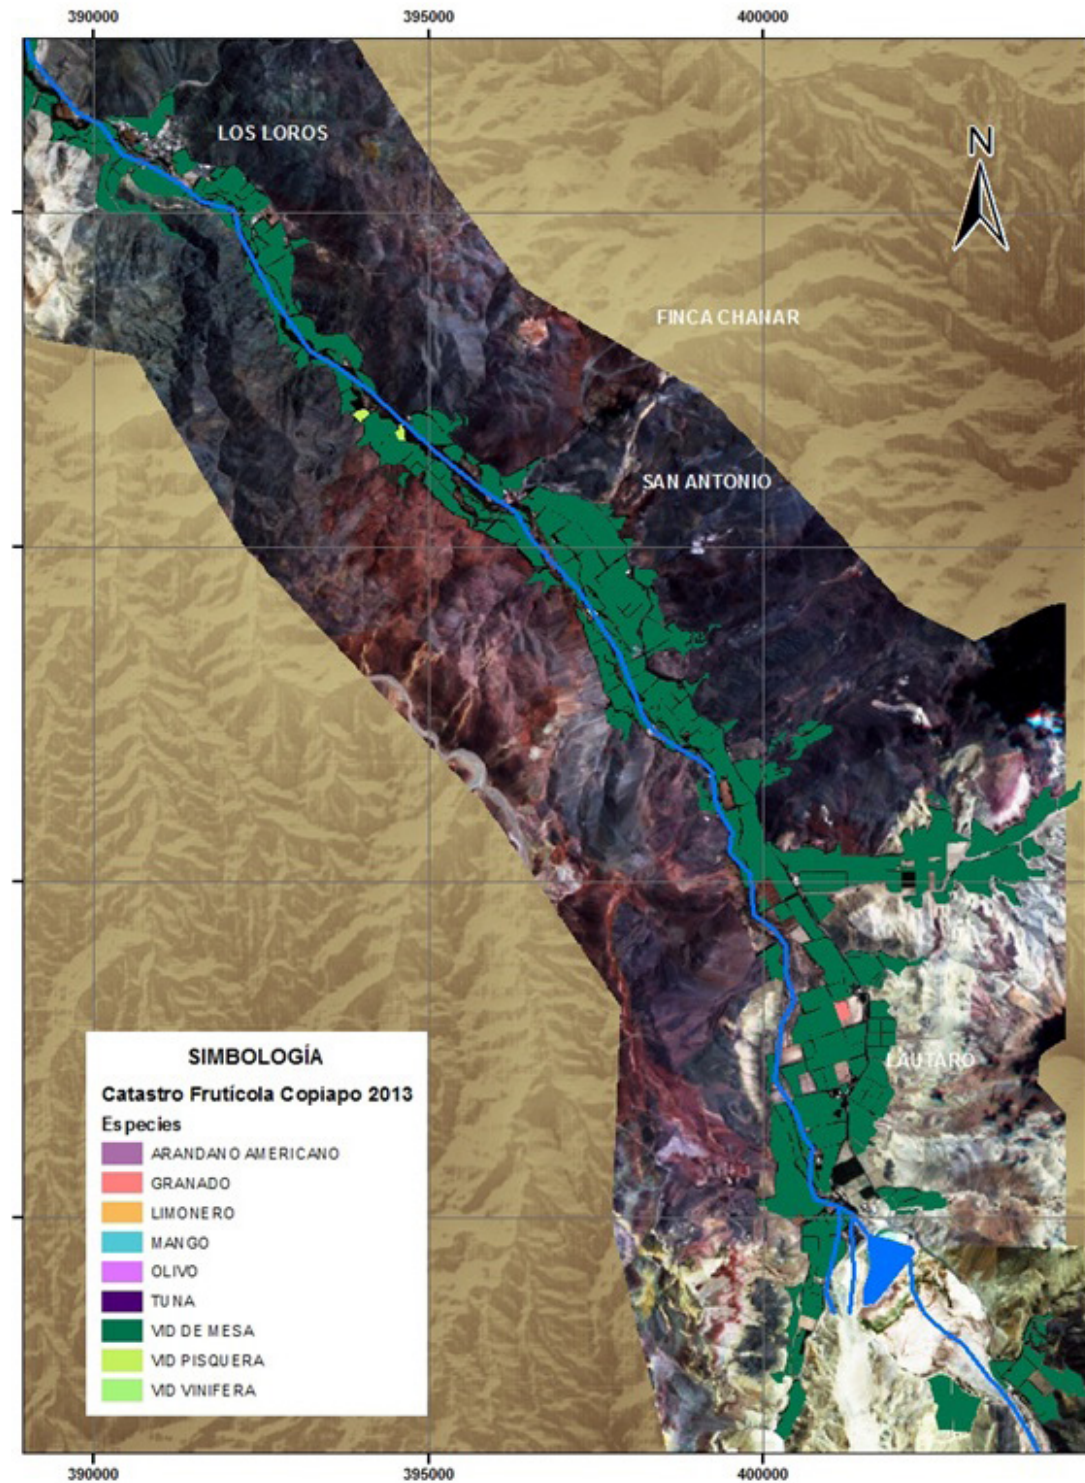 390000
395000
400000
LOS LOROS
N
FINCA CHANAR
SAN ANTONIO
LAUTARO
SIMBOLOGÍA
Catastro Frutícola Copiapo 2013
Especies
ARANDANO AMERICANO
GRANADO
LIMONERO
MANGO
OLIVO
TUNA
VID DE MESA
VID PISQUERA
VID VINIFERA
390000
395000
400000